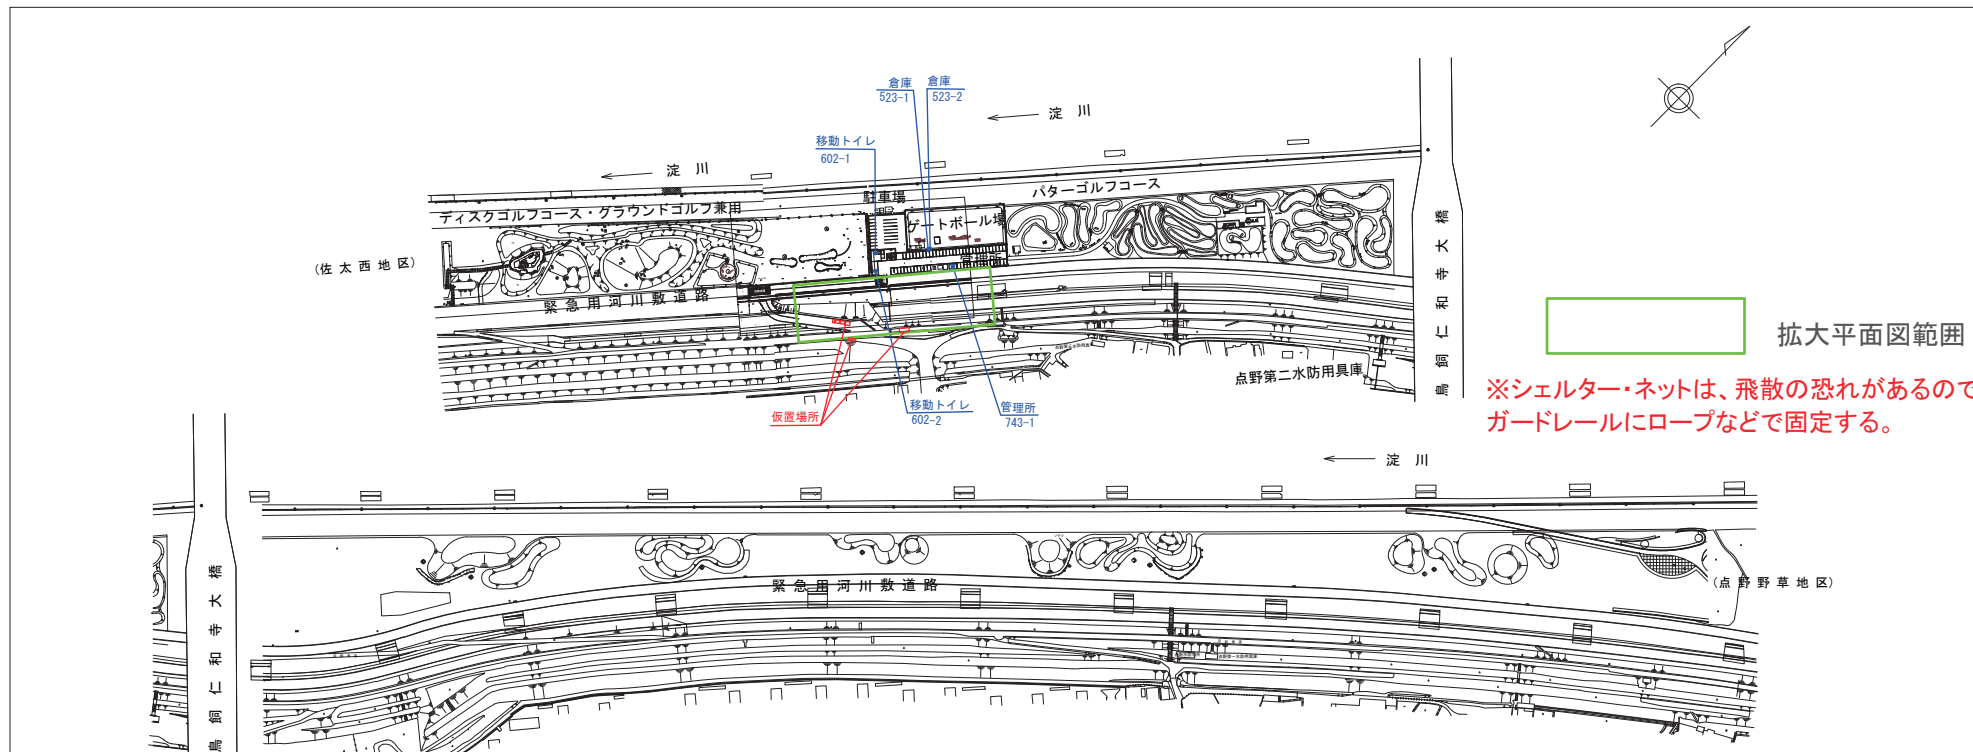 倉庫
523-1
倉庫
523-2
淀 川
移動トイレ
602-1
淀 川
駐車場
パターゴルフコース
ディスクゴルフコース・グラウンドゴルフ兼用
ゲートボール場
管理所
(佐太西地区)
緊急用河川敷道路
鳥飼仁和寺大橋
拡大平面図範囲
点野第二水防用具庫
※シェルター・ネットは、飛散の恐れがあるので
ガードレールにロープなどで固定する。
仮置場所
移動トイレ
602-2
管理所
743-1
淀 川
鳥飼仁和寺大橋
緊急用河川敷道路
(点野野草地区)